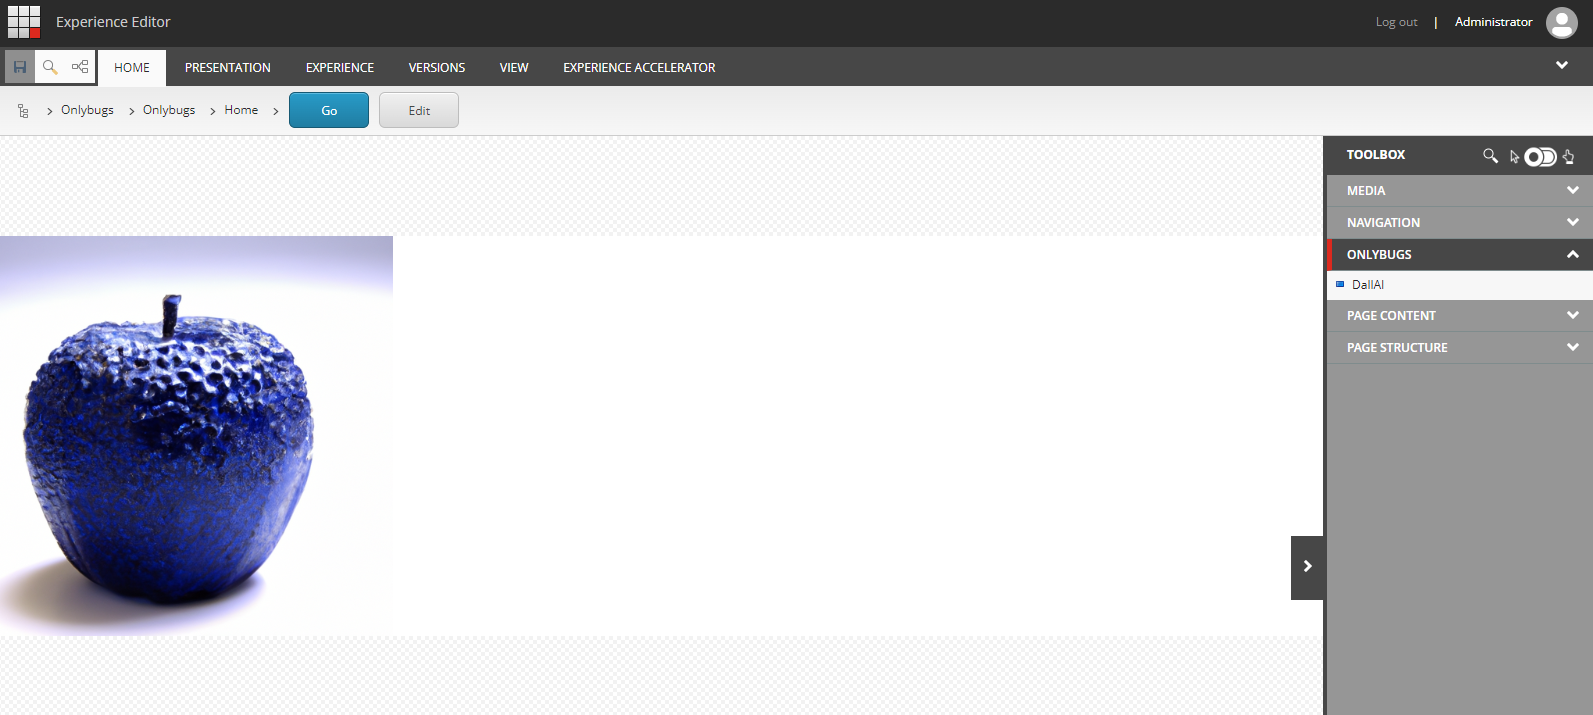 Experience Editor
Log out | Administrator
HOME PRESENTATION EXPERIENCE VERSIONS VIEW EXPERIENCE ACCELERATOR
Onlybugs Onlybugs Home Go Edit
TOOLBOX
MEDIA
NAVIGATION
ONLYBUGS
DallAI
PAGE CONTENT
PAGE STRUCTURE